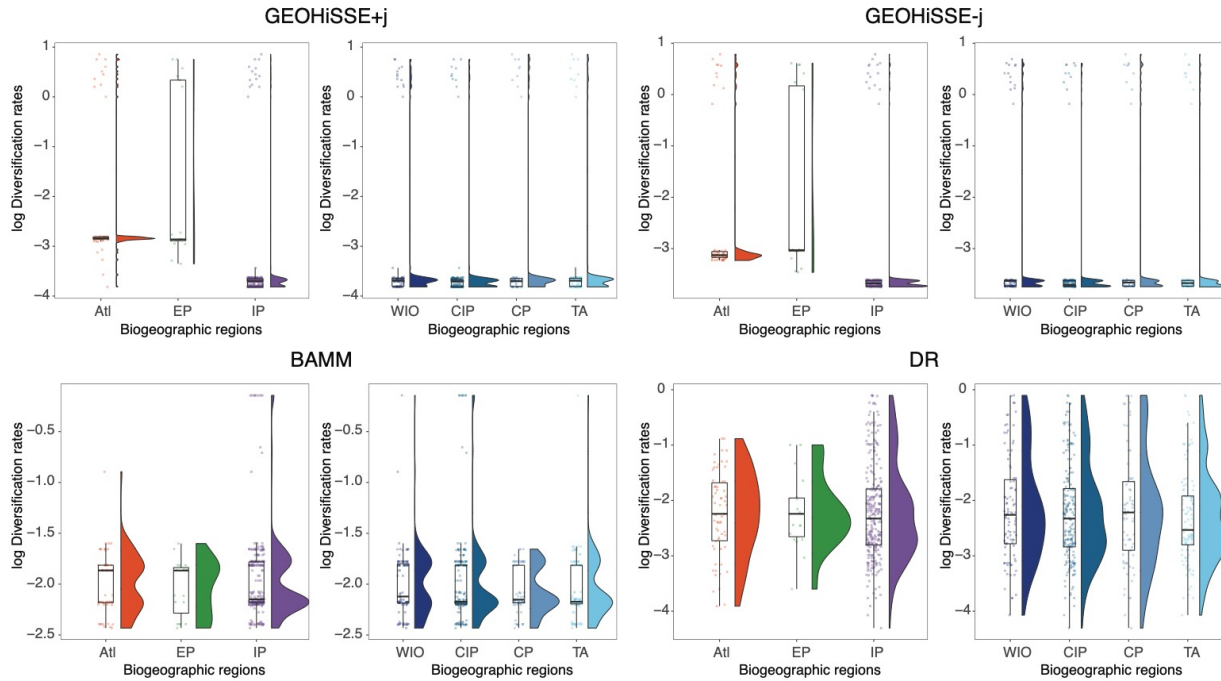 GEOHiSSE+j
log Diversification rates
1
0
−1
−2
−3
−4
Atl EP IP
Biogeographic regions
log Diversification rates
1
0
−1
−2
−3
−4
WIO CIP CP TA
Biogeographic regions
GEOHiSSE-j
log Diversification rates
1
0
−1
−2
−3
Atl EP IP
Biogeographic regions
log Diversification rates
1
0
−1
−2
−3
WIO CIP CP TA
Biogeographic regions
BAMM
log Diversification rates
−0.5
−1.0
−1.5
−2.0
−2.5
Atl EP IP
Biogeographic regions
log Diversification rates
−0.5
−1.0
−1.5
−2.0
−2.5
WIO CIP CP TA
Biogeographic regions
DR
log Diversification rates
0
−1
−2
−3
−4
Atl EP IP
Biogeographic regions
log Diversification rates
0
−1
−2
−3
−4
WIO CIP CP TA
Biogeographic regions